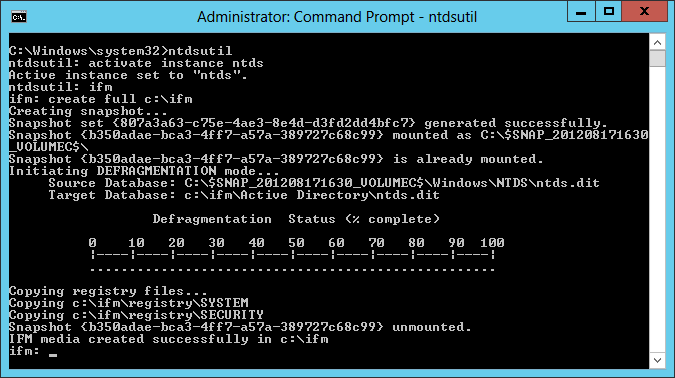 Administrator: Command Prompt - ntdsutil
C:\Windows\system32>ntdsutil
ntdsutil: activate instance ntds
Active instance set to "ntds".
ntdsutil: ifm
ifm: create full c:\ifm
Creating snapshot...
Snapshot set {807a3a63-c75e-4ae3-8e4d-d3fd2dd4bfc7} generated successfully.
Snapshot {b350adae-bca3-4ff7-a57a-389727c68c99} mounted as C:\$SNAP_201208171630
_VOLUMEC$\
Snapshot {b350adae-bca3-4ff7-a57a-389727c68c99} is already mounted.
Initiating DEFRAGMENTATION mode...
     Source Database: C:\$SNAP_201208171630_VOLUMEC$\Windows\NTDS\ntds.dit
     Target Database: c:\ifm\Active Directory\ntds.dit
                  Defragmentation  Status (% complete)
          0    10   20   30   40   50   60   70   80   90  100
          |----|----|----|----|----|----|----|----|----|----|
          ...................................................
Copying registry files...
Copying c:\ifm\registry\SYSTEM
Copying c:\ifm\registry\SECURITY
Snapshot {b350adae-bca3-4ff7-a57a-389727c68c99} unmounted.
IFM media created successfully in c:\ifm
ifm: _